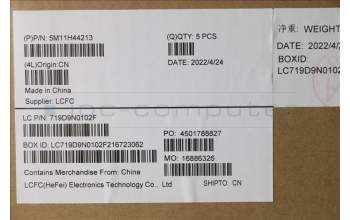 (P)P/N: 5M11H44213
(Q)QTY: 5 PCS
(4L)Origin:CN
DATE: 2022/4/24
Made in China
Supplier: LCFC
净重: WEIGHT
DATE: 2022/4/
BOXID:
LC719D9N0102F
LC P/N: 719D9N0102F
PO: 4501788827
BOX ID: LC719D9N0102F216723062
MO: 16886326
Contains Merchandise From: China
LCFC(HeFei) Electronics Technology Co., Ltd
SHIPTO: CN